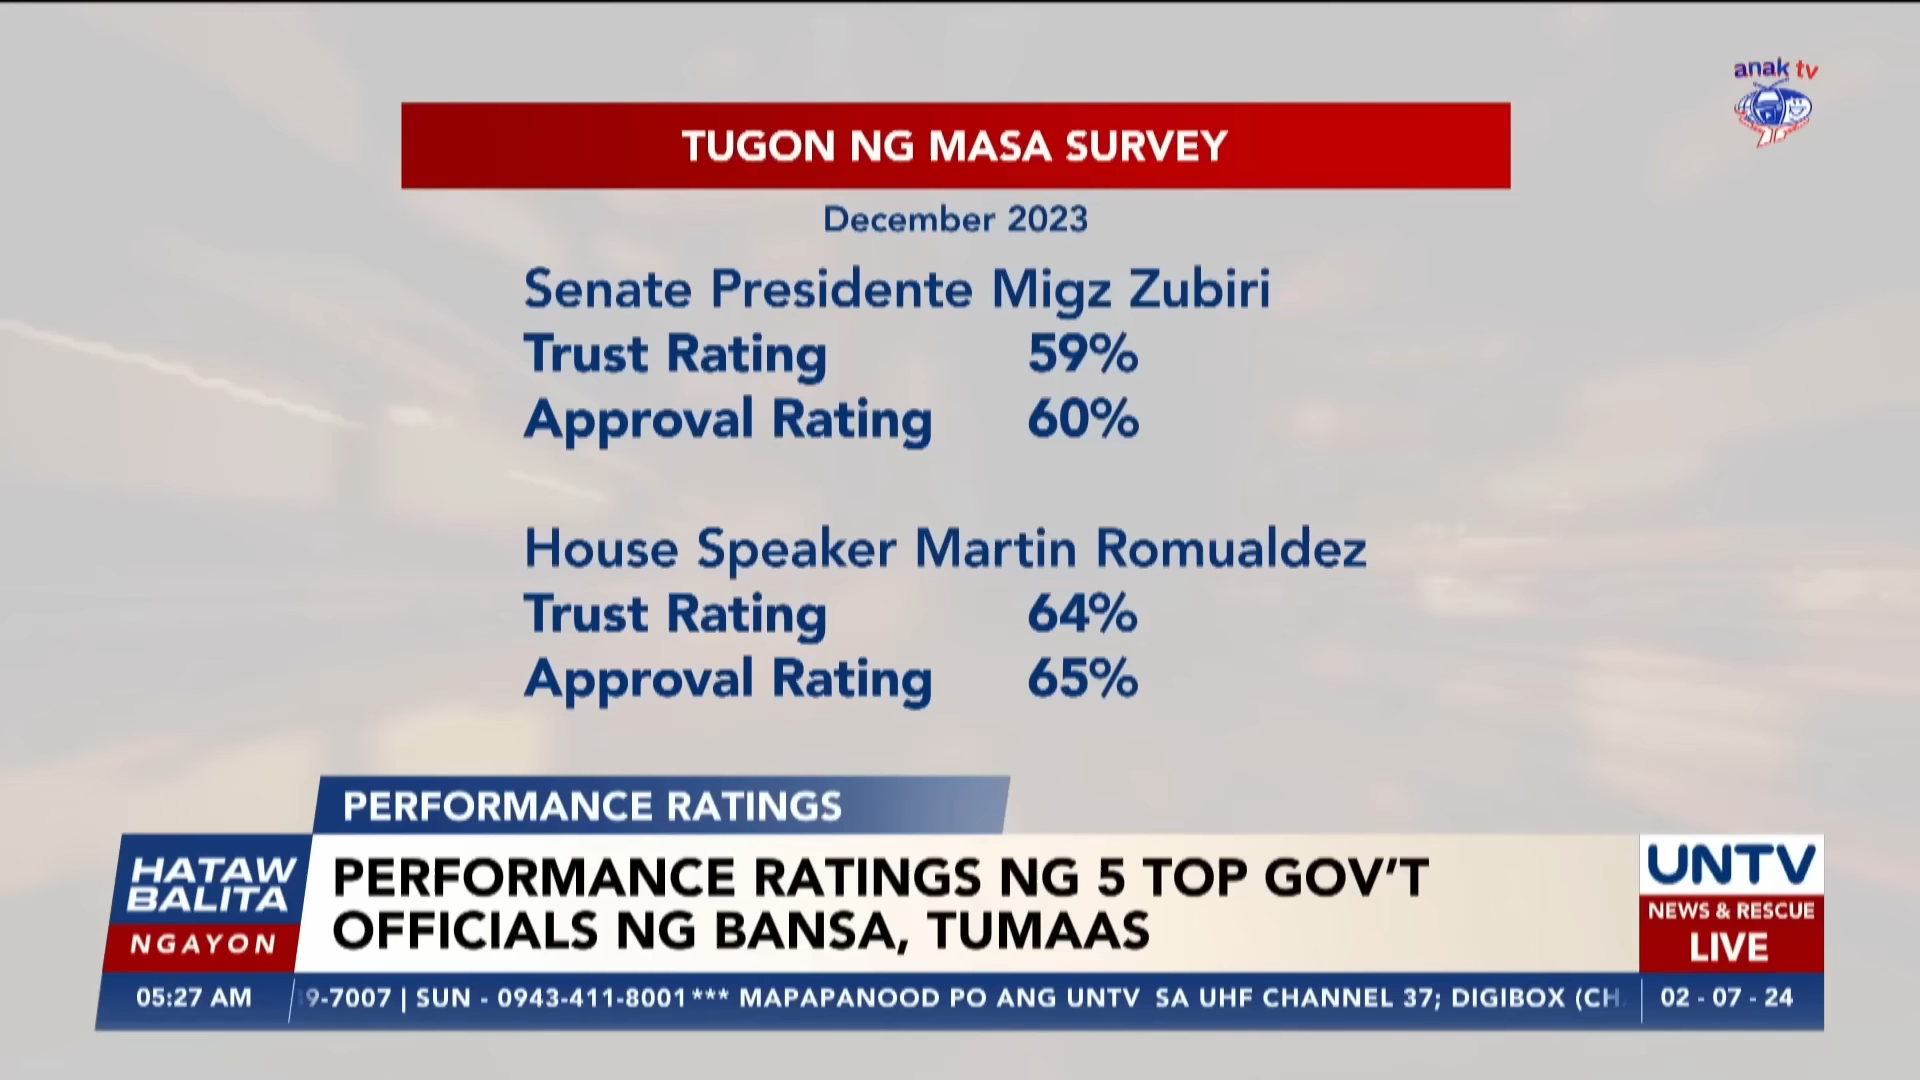 anak tv
TUGON NG MASA SURVEY
December 2023
Senate Presidente Migz Zubiri
Trust Rating 59%
Approval Rating 60%
House Speaker Martin Romualdez
Trust Rating 64%
Approval Rating 65%
PERFORMANCE RATINGS
HATAW
BALITA
NGAYON
PERFORMANCE RATINGS NG 5 TOP GOV'T
OFFICIALS NG BANSA, TUMAAS
UNTV
NEWS & RESCUE
LIVE
05:27 AM
9-7007 | SUN - 0943-411-8001*** MAPAPANOOD PO ANG UNTV SA UHF CHANNEL 37; DIGIBOX (CH
02 - 07 - 24